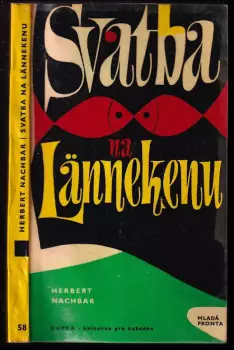 HERBERT NACHBAR | SVATBA NA LÄNNEKENU
58
Svatba
na
Lännekenu
HERBERT
NACHBAR
KAPKA - knihovna pro každého
MLADÁ
FRONTA